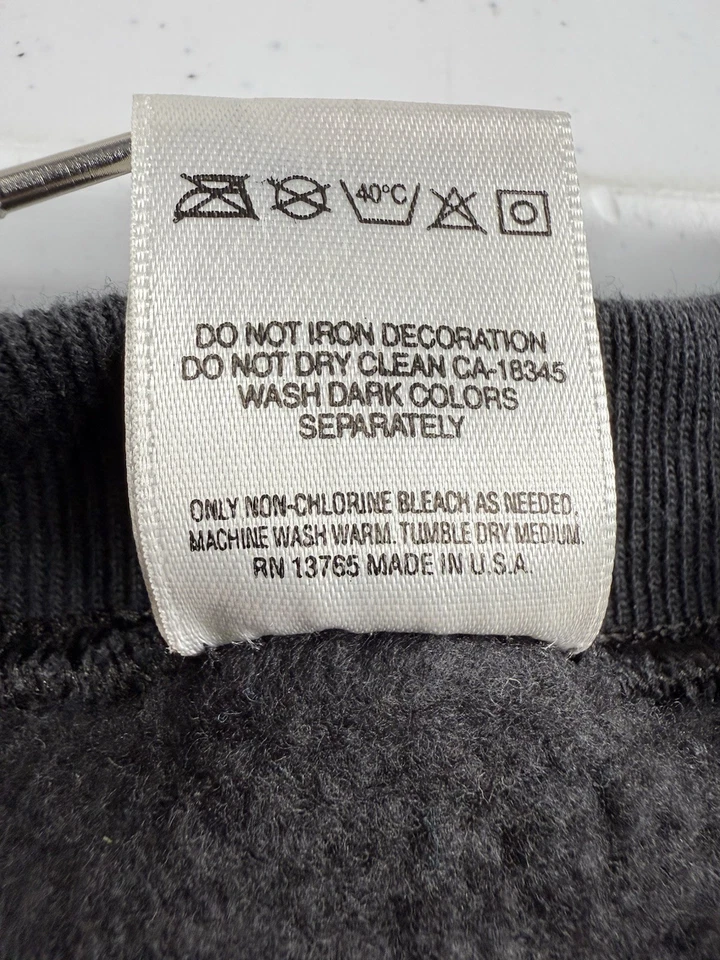 40°C
DO NOT IRON DECORATION
DO NOT DRY CLEAN CA-18345
WASH DARK COLORS
SEPARATELY
ONLY NON-CHLORINE BLEACH AS NEEDED.
MACHINE WASH WARM. TUMBLE DRY MEDIUM.
RN 13765 MADE IN U.S.A.